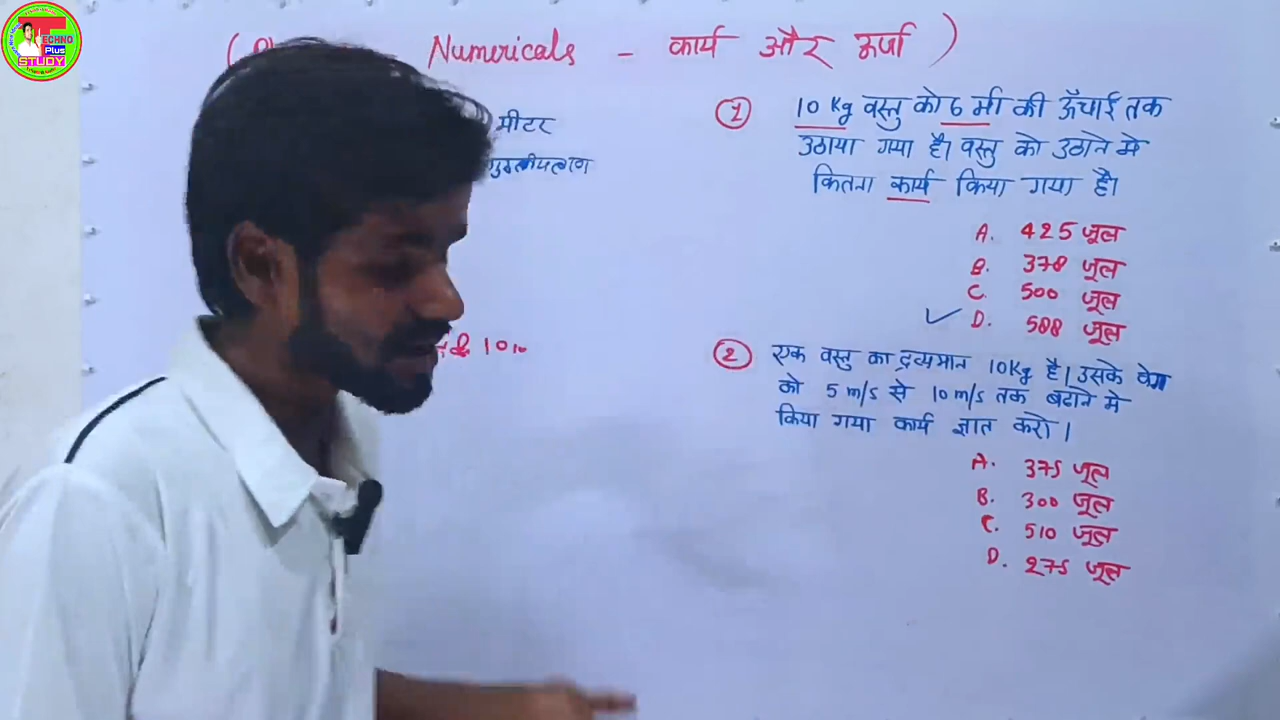 TECHNO
Plus
STUDY
Numericals - कार्य और ऊर्जा )
मीटर
① 10 Kg वस्तु को 6 मी की ऊँचाई तक
उठाया गया है। वस्तु को उठाने मे
कितना कार्य किया गया है।
A. 425 जूल
B. 378 जूल
C. 500 जूल
D. 588 जूल
② एक वस्तु का द्रव्यमान 10Kg है। उसके वेग
को 5 m/s से 10 m/s तक बढाने मे
किया गया कार्य ज्ञात करो।
A. 375 जूल
B. 300 जूल
C. 510 जूल
D. 275 जूल